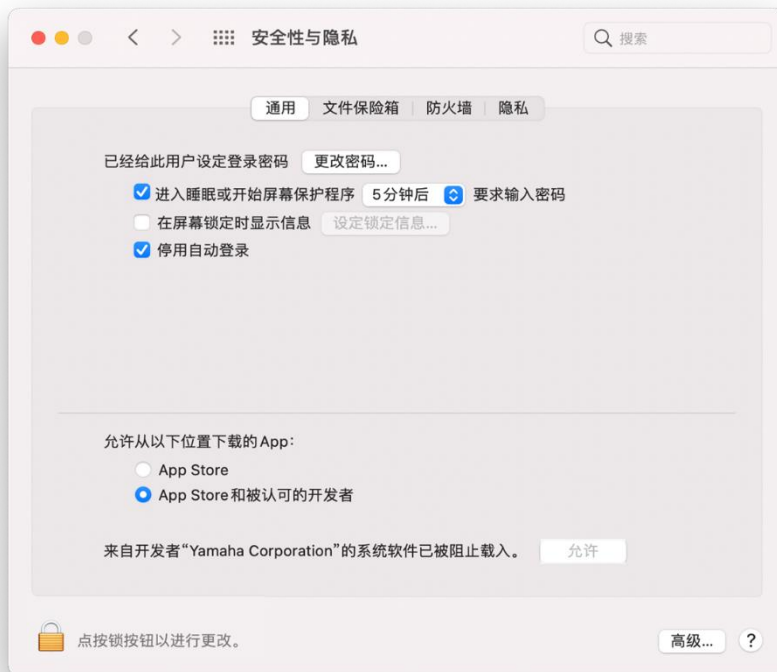 安全性与隐私
搜索
通用 文件保险箱 防火墙 隐私
已经给此用户设定登录密码 更改密码...
进入睡眠或开始屏幕保护程序 5分钟后 要求输入密码
在屏幕锁定时显示信息 设定锁定信息...
停用自动登录
允许从以下位置下载的App：
App Store
App Store和被认可的开发者
来自开发者“Yamaha Corporation”的系统软件已被阻止载入。 允许
点按锁按钮以进行更改。
高级... ?